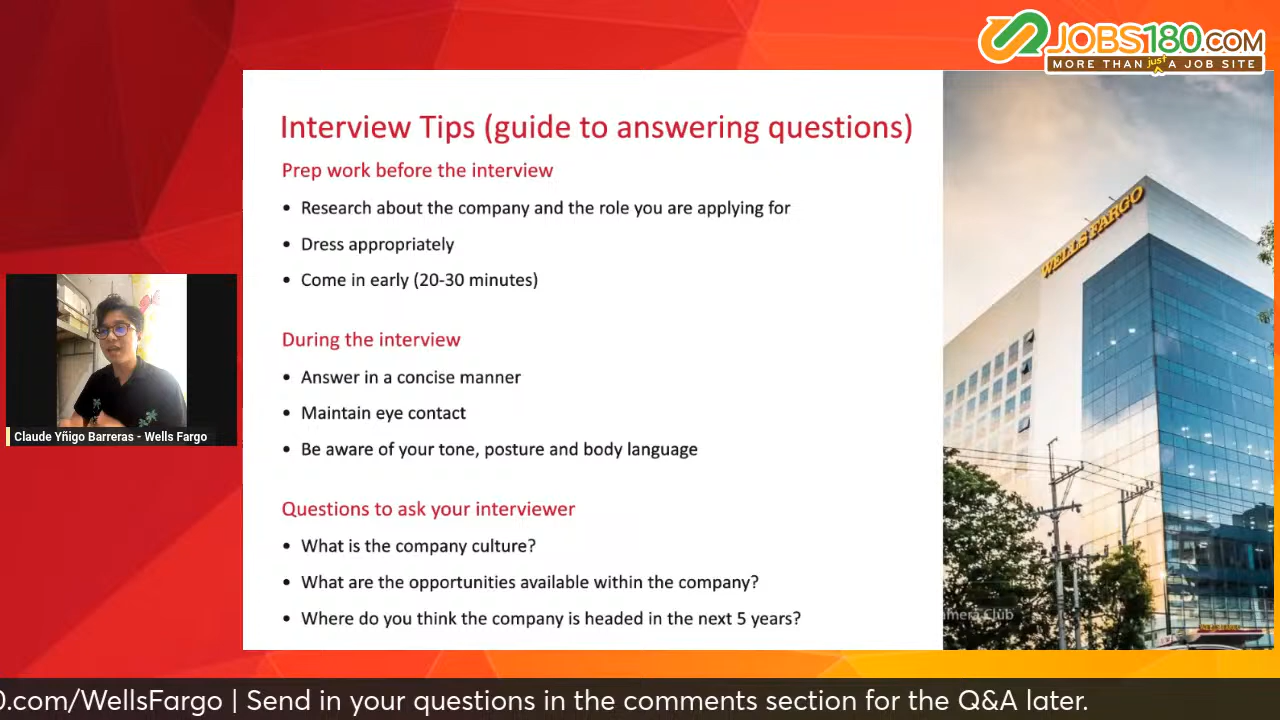 JOBS180.COM
MORE THAN just A JOB SITE
Interview Tips (guide to answering questions)
Prep work before the interview
• Research about the company and the role you are applying for
• Dress appropriately
• Come in early (20-30 minutes)
During the interview
• Answer in a concise manner
• Maintain eye contact
• Be aware of your tone, posture and body language
Questions to ask your interviewer
• What is the company culture?
• What are the opportunities available within the company?
• Where do you think the company is headed in the next 5 years?
WELLS FARGO
Claude Yñigo Barreras - Wells Fargo
Club
0.com/WellsFargo | Send in your questions in the comments section for the Q&A later.